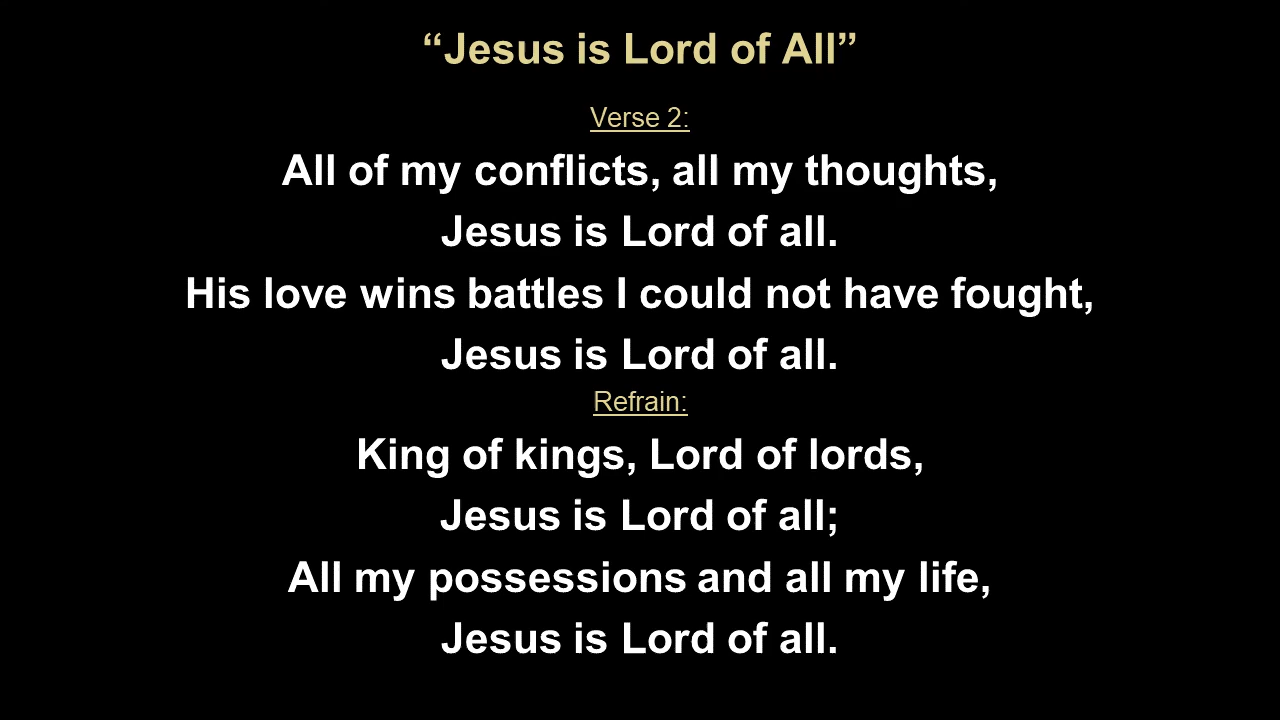 “Jesus is Lord of All”
Verse 2:
All of my conflicts, all my thoughts,
Jesus is Lord of all.
His love wins battles I could not have fought,
Jesus is Lord of all.
Refrain:
King of kings, Lord of lords,
Jesus is Lord of all;
All my possessions and all my life,
Jesus is Lord of all.